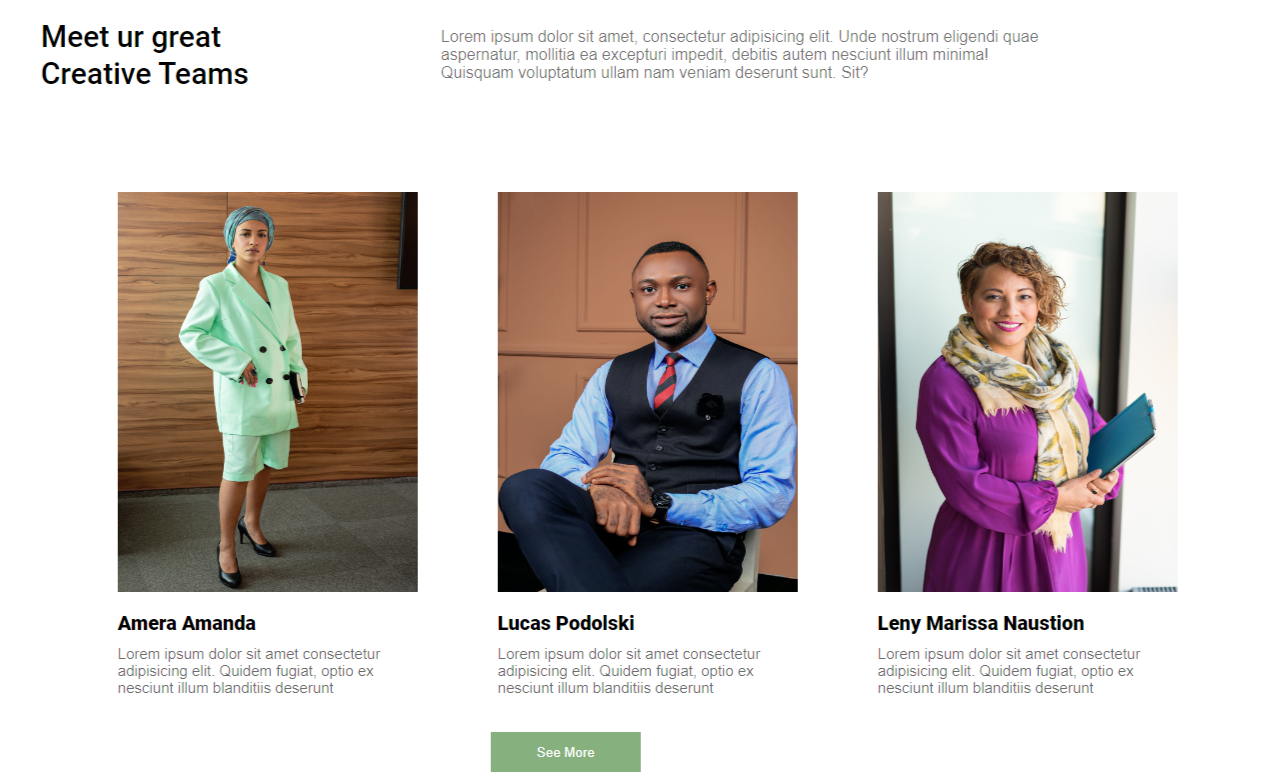 Meet ur great
Creative Teams
Lorem ipsum dolor sit amet, consectetur adipisicing elit. Unde nostrum eligendi quae
aspernatur, mollitia ea excepturi impedit, debitis autem nesciunt illum minima!
Quisquam voluptatum ullam nam veniam deserunt sunt. Sit?
Amera Amanda
Lorem ipsum dolor sit amet consectetur
adipisicing elit. Quidem fugiat, optio ex
nesciunt illum blanditiis deserunt
Lucas Podolski
Lorem ipsum dolor sit amet consectetur
adipisicing elit. Quidem fugiat, optio ex
nesciunt illum blanditiis deserunt
Leny Marissa Naustion
Lorem ipsum dolor sit amet consectetur
adipisicing elit. Quidem fugiat, optio ex
nesciunt illum blanditiis deserunt
See More